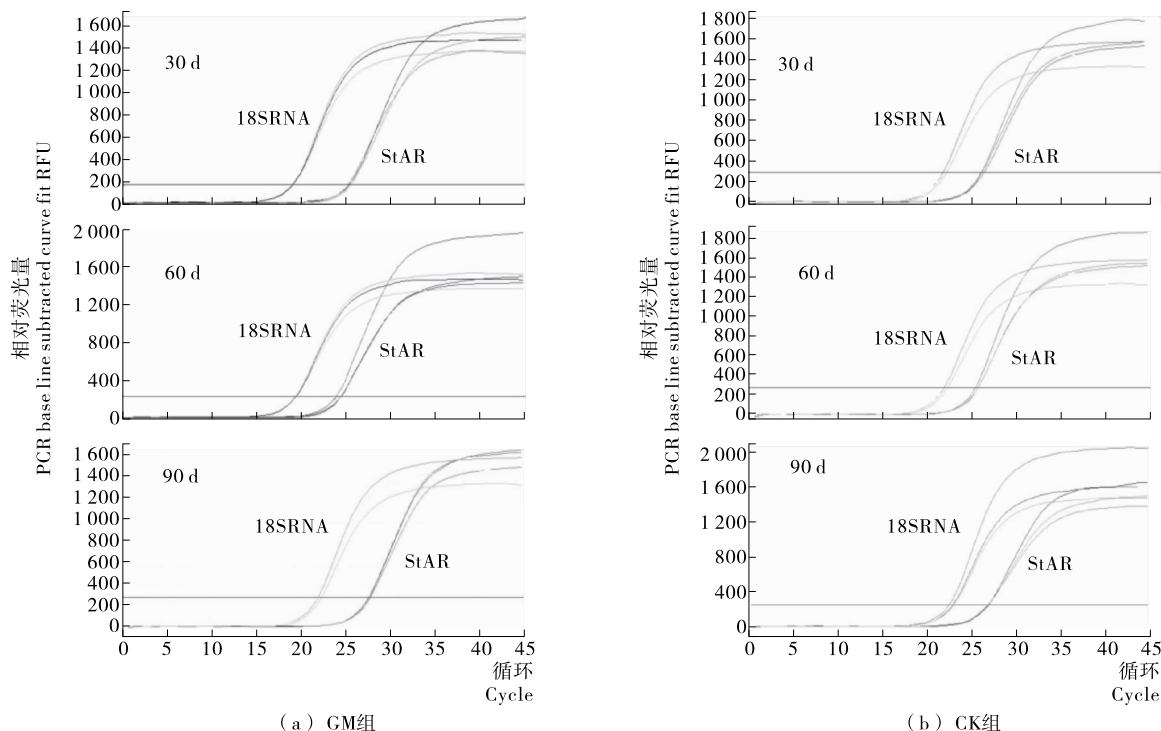 相对荧光量
PCR base line subtracted curve fit RFU
1 600
1 400
1 200
1 000
800
600
400
200
0
30 d
18SRNA
StAR
2 000
1 600
1 200
800
400
0
60 d
18SRNA
StAR
1 600
1 400
1 200
1 000
800
600
400
200
0
90 d
18SRNA
StAR
0 5 10 15 20 25 30 35 40 45
循环
Cycle
(a) GM组
相对荧光量
PCR base line subtracted curve fit RFU
1 800
1 600
1 400
1 200
1 000
800
600
400
200
0
30 d
18SRNA
StAR
1 800
1 600
1 400
1 200
1 000
800
600
400
200
0
60 d
18SRNA
StAR
2 000
1 600
1 200
800
400
0
90 d
18SRNA
StAR
0 5 10 15 20 25 30 35 40 45
循环
Cycle
(b) CK组